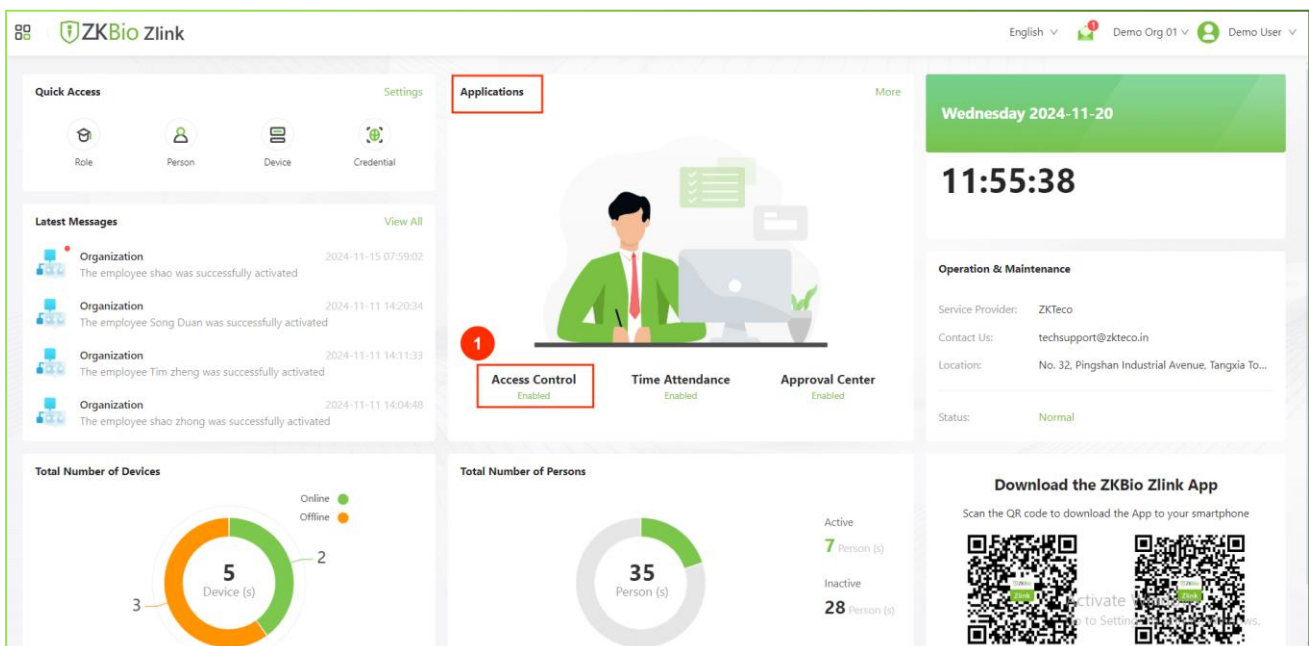 ZKBio Zlink
English
1
Demo Org 01
Demo User
Quick Access
Settings
Role
Person
Device
Credential
Latest Messages
View All
Organization
2024-11-15 07:59:02
The employee shao was successfully activated
Organization
2024-11-11 14:20:34
The employee Song Duan was successfully activated
Organization
2024-11-11 14:11:33
The employee Tim zheng was successfully activated
Organization
2024-11-11 14:04:48
The employee shao zhong was successfully activated
Applications
More
1
Access Control
Enabled
Time Attendance
Enabled
Approval Center
Enabled
Wednesday 2024-11-20
11:55:38
Operation & Maintenance
Service Provider: ZKTeco
Contact Us: techsupport@zkteco.in
Location: No. 32, Pingshan Industrial Avenue, Tangxia To...
Status: Normal
Total Number of Devices
Online
Offline
2
5
Device (s)
3
Total Number of Persons
35
Person (s)
Active
7 Person (s)
Inactive
28 Person (s)
Download the ZKBio Zlink App
Scan the QR code to download the App to your smartphone
Zlink
Zlink
Activate
to